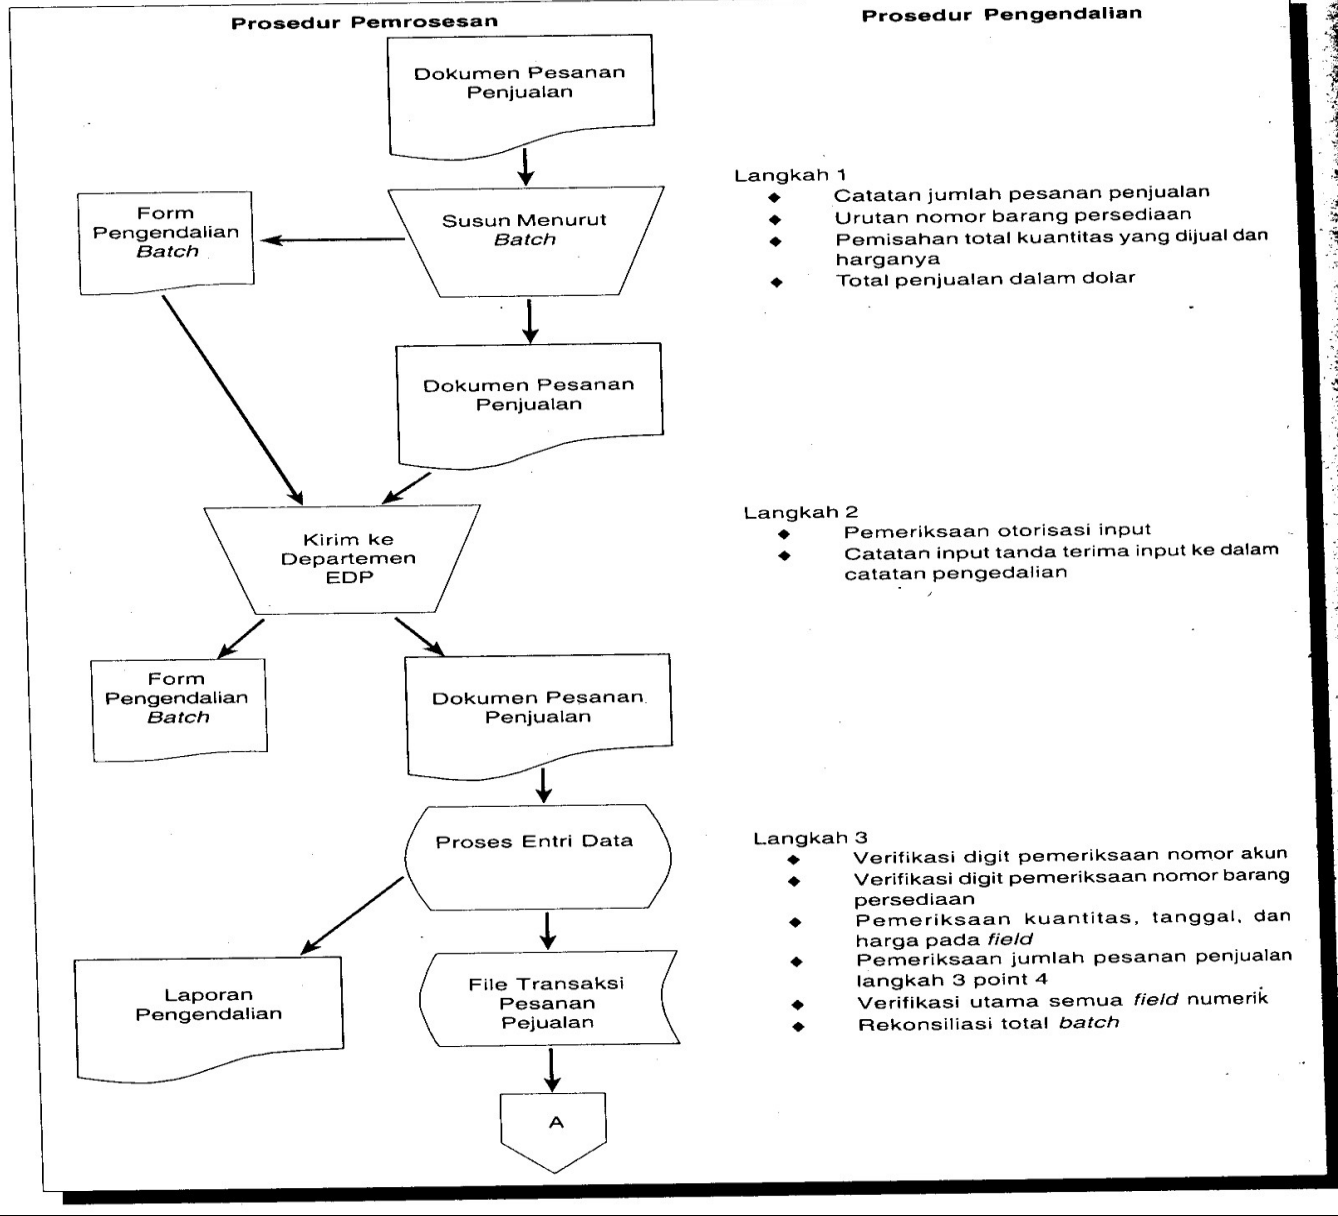 Prosedur Pemrosesan
Prosedur Pengendalian
Dokumen Pesanan
Penjualan
Langkah 1
Catatan jumlah pesanan penjualan
Urutan nomor barang persediaan
Pemisahan total kuantitas yang dijual dan
harganya
Total penjualan dalam dolar
Form
Pengendalian
Batch
Susun Menurut
Batch
Dokumen Pesanan
Penjualan
Langkah 2
Pemeriksaan otorisasi input
Catatan input tanda terima input ke dalam
catatan pengedalian
Kirim ke
Departemen
EDP
Form
Pengendalian
Batch
Dokumen Pesanan
Penjualan
Proses Entri Data
Langkah 3
Verifikasi digit pemeriksaan nomor akun
Verifikasi digit pemeriksaan nomor barang
persediaan
Pemeriksaan kuantitas, tanggal, dan
harga pada field
Pemeriksaan jumlah pesanan penjualan
langkah 3 point 4
Verifikasi utama semua field numerik
Rekonsiliasi total batch
Laporan
Pengendalian
File Transaksi
Pesanan
Pejualan
A